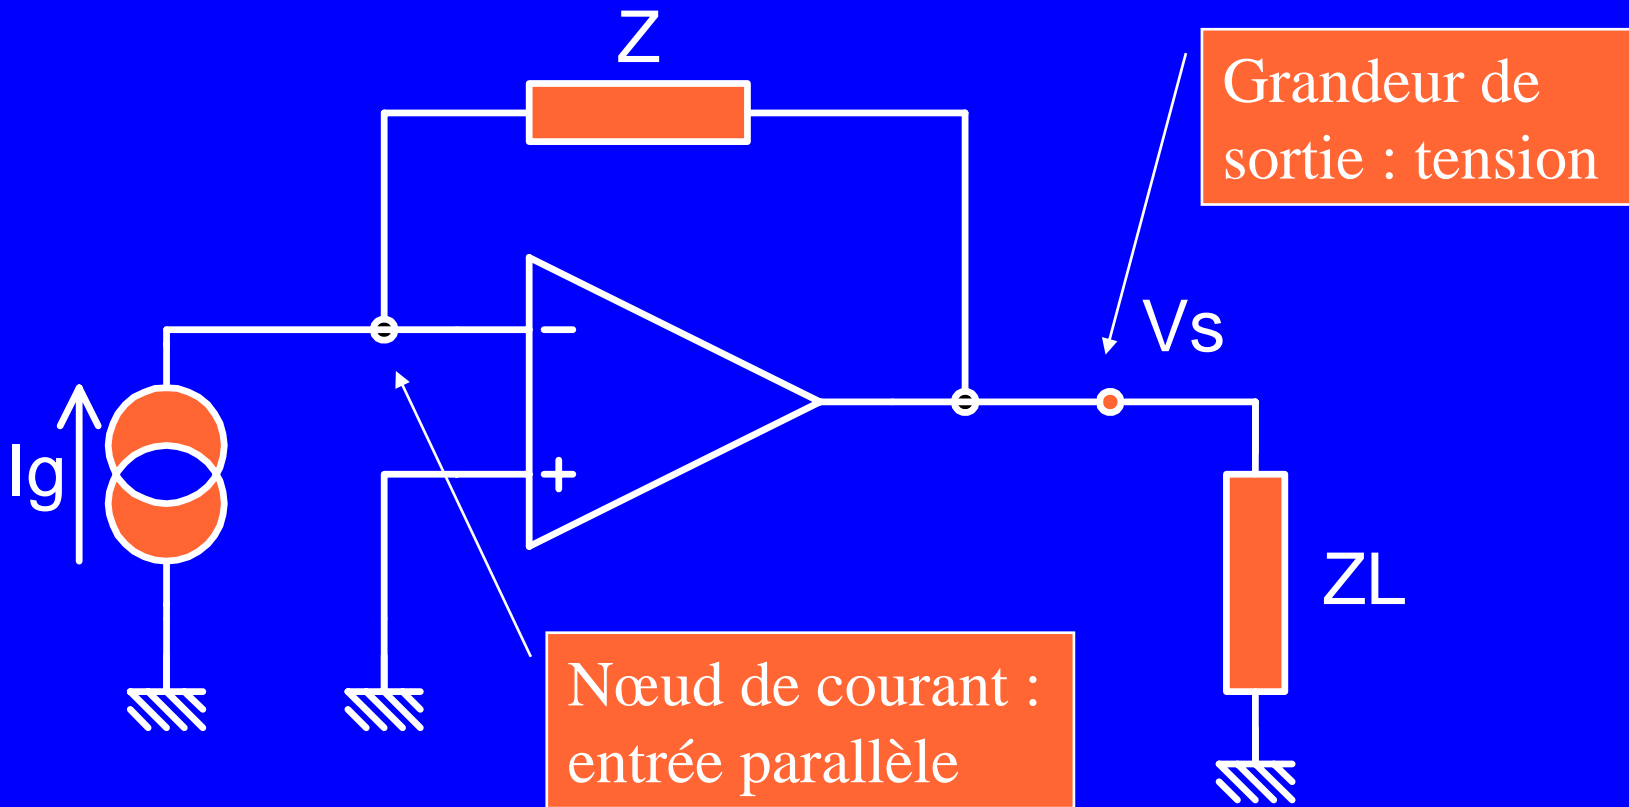 Z
Grandeur de
sortie : tension
Vs
−
+
Ig
ZL
Nœud de courant :
entrée parallèle